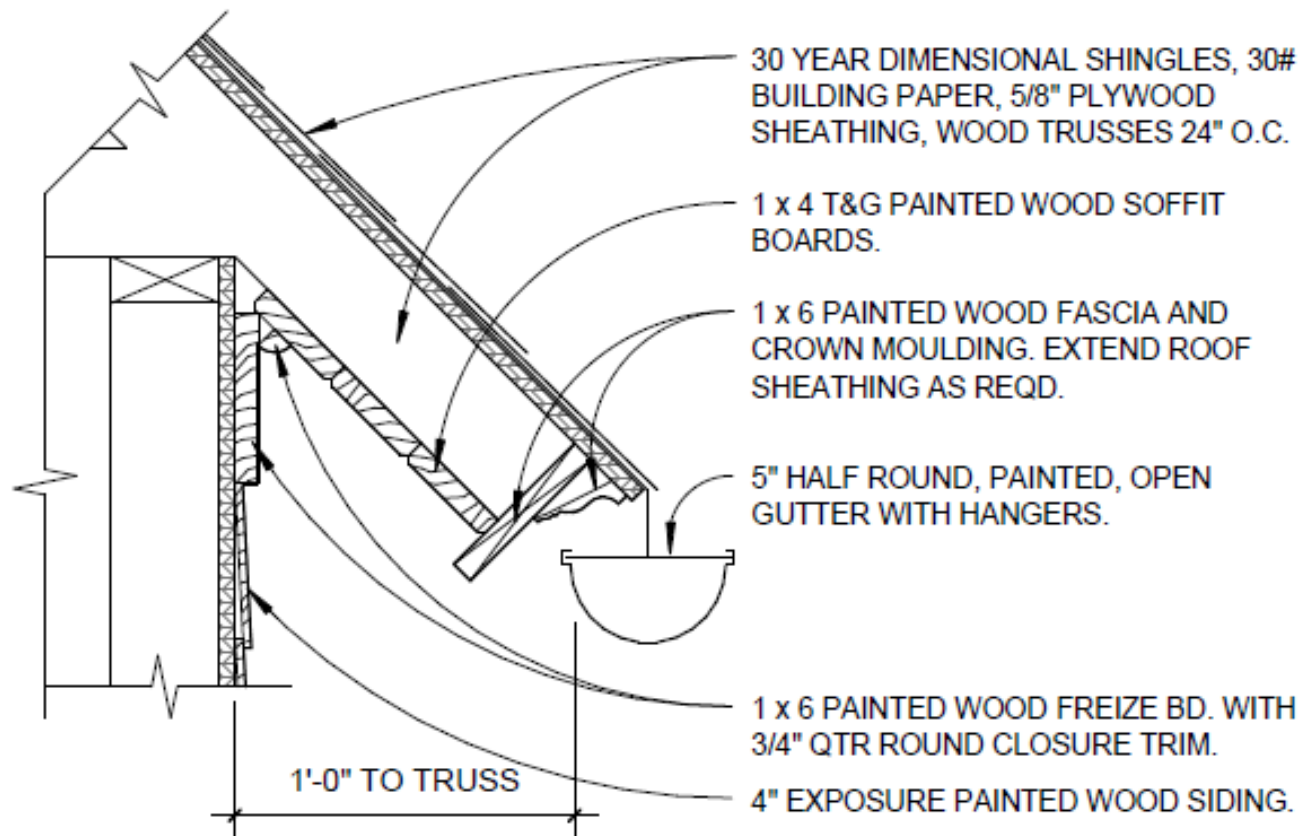 30 YEAR DIMENSIONAL SHINGLES, 30#
BUILDING PAPER, 5/8" PLYWOOD
SHEATHING, WOOD TRUSSES 24" O.C.
1 x 4 T&G PAINTED WOOD SOFFIT
BOARDS.
1 x 6 PAINTED WOOD FASCIA AND
CROWN MOULDING. EXTEND ROOF
SHEATHING AS REQD.
5" HALF ROUND, PAINTED, OPEN
GUTTER WITH HANGERS.
1 x 6 PAINTED WOOD FREIZE BD. WITH
3/4" QTR ROUND CLOSURE TRIM.
1'-0" TO TRUSS
4" EXPOSURE PAINTED WOOD SIDING.